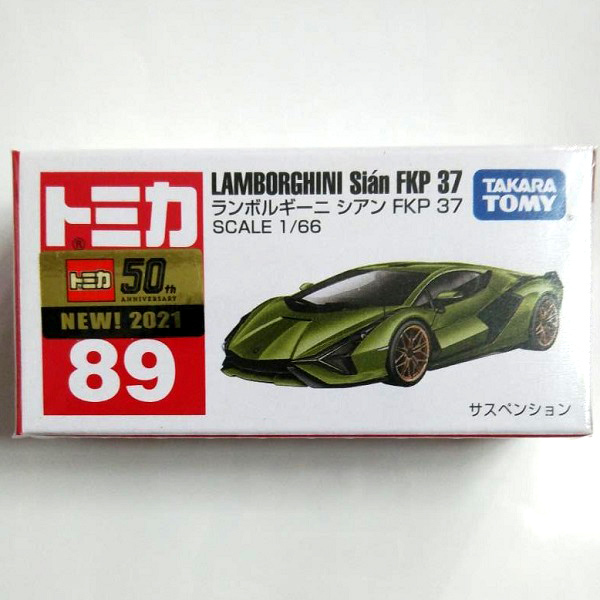 トミカ
®
トミカ 50th
ANNIVERSARY
NEW! 2021
89
LAMBORGHINI Sián FKP 37
ランボルギーニ シアン FKP 37
SCALE 1/66
TAKARA
TOMY®
サスペンション